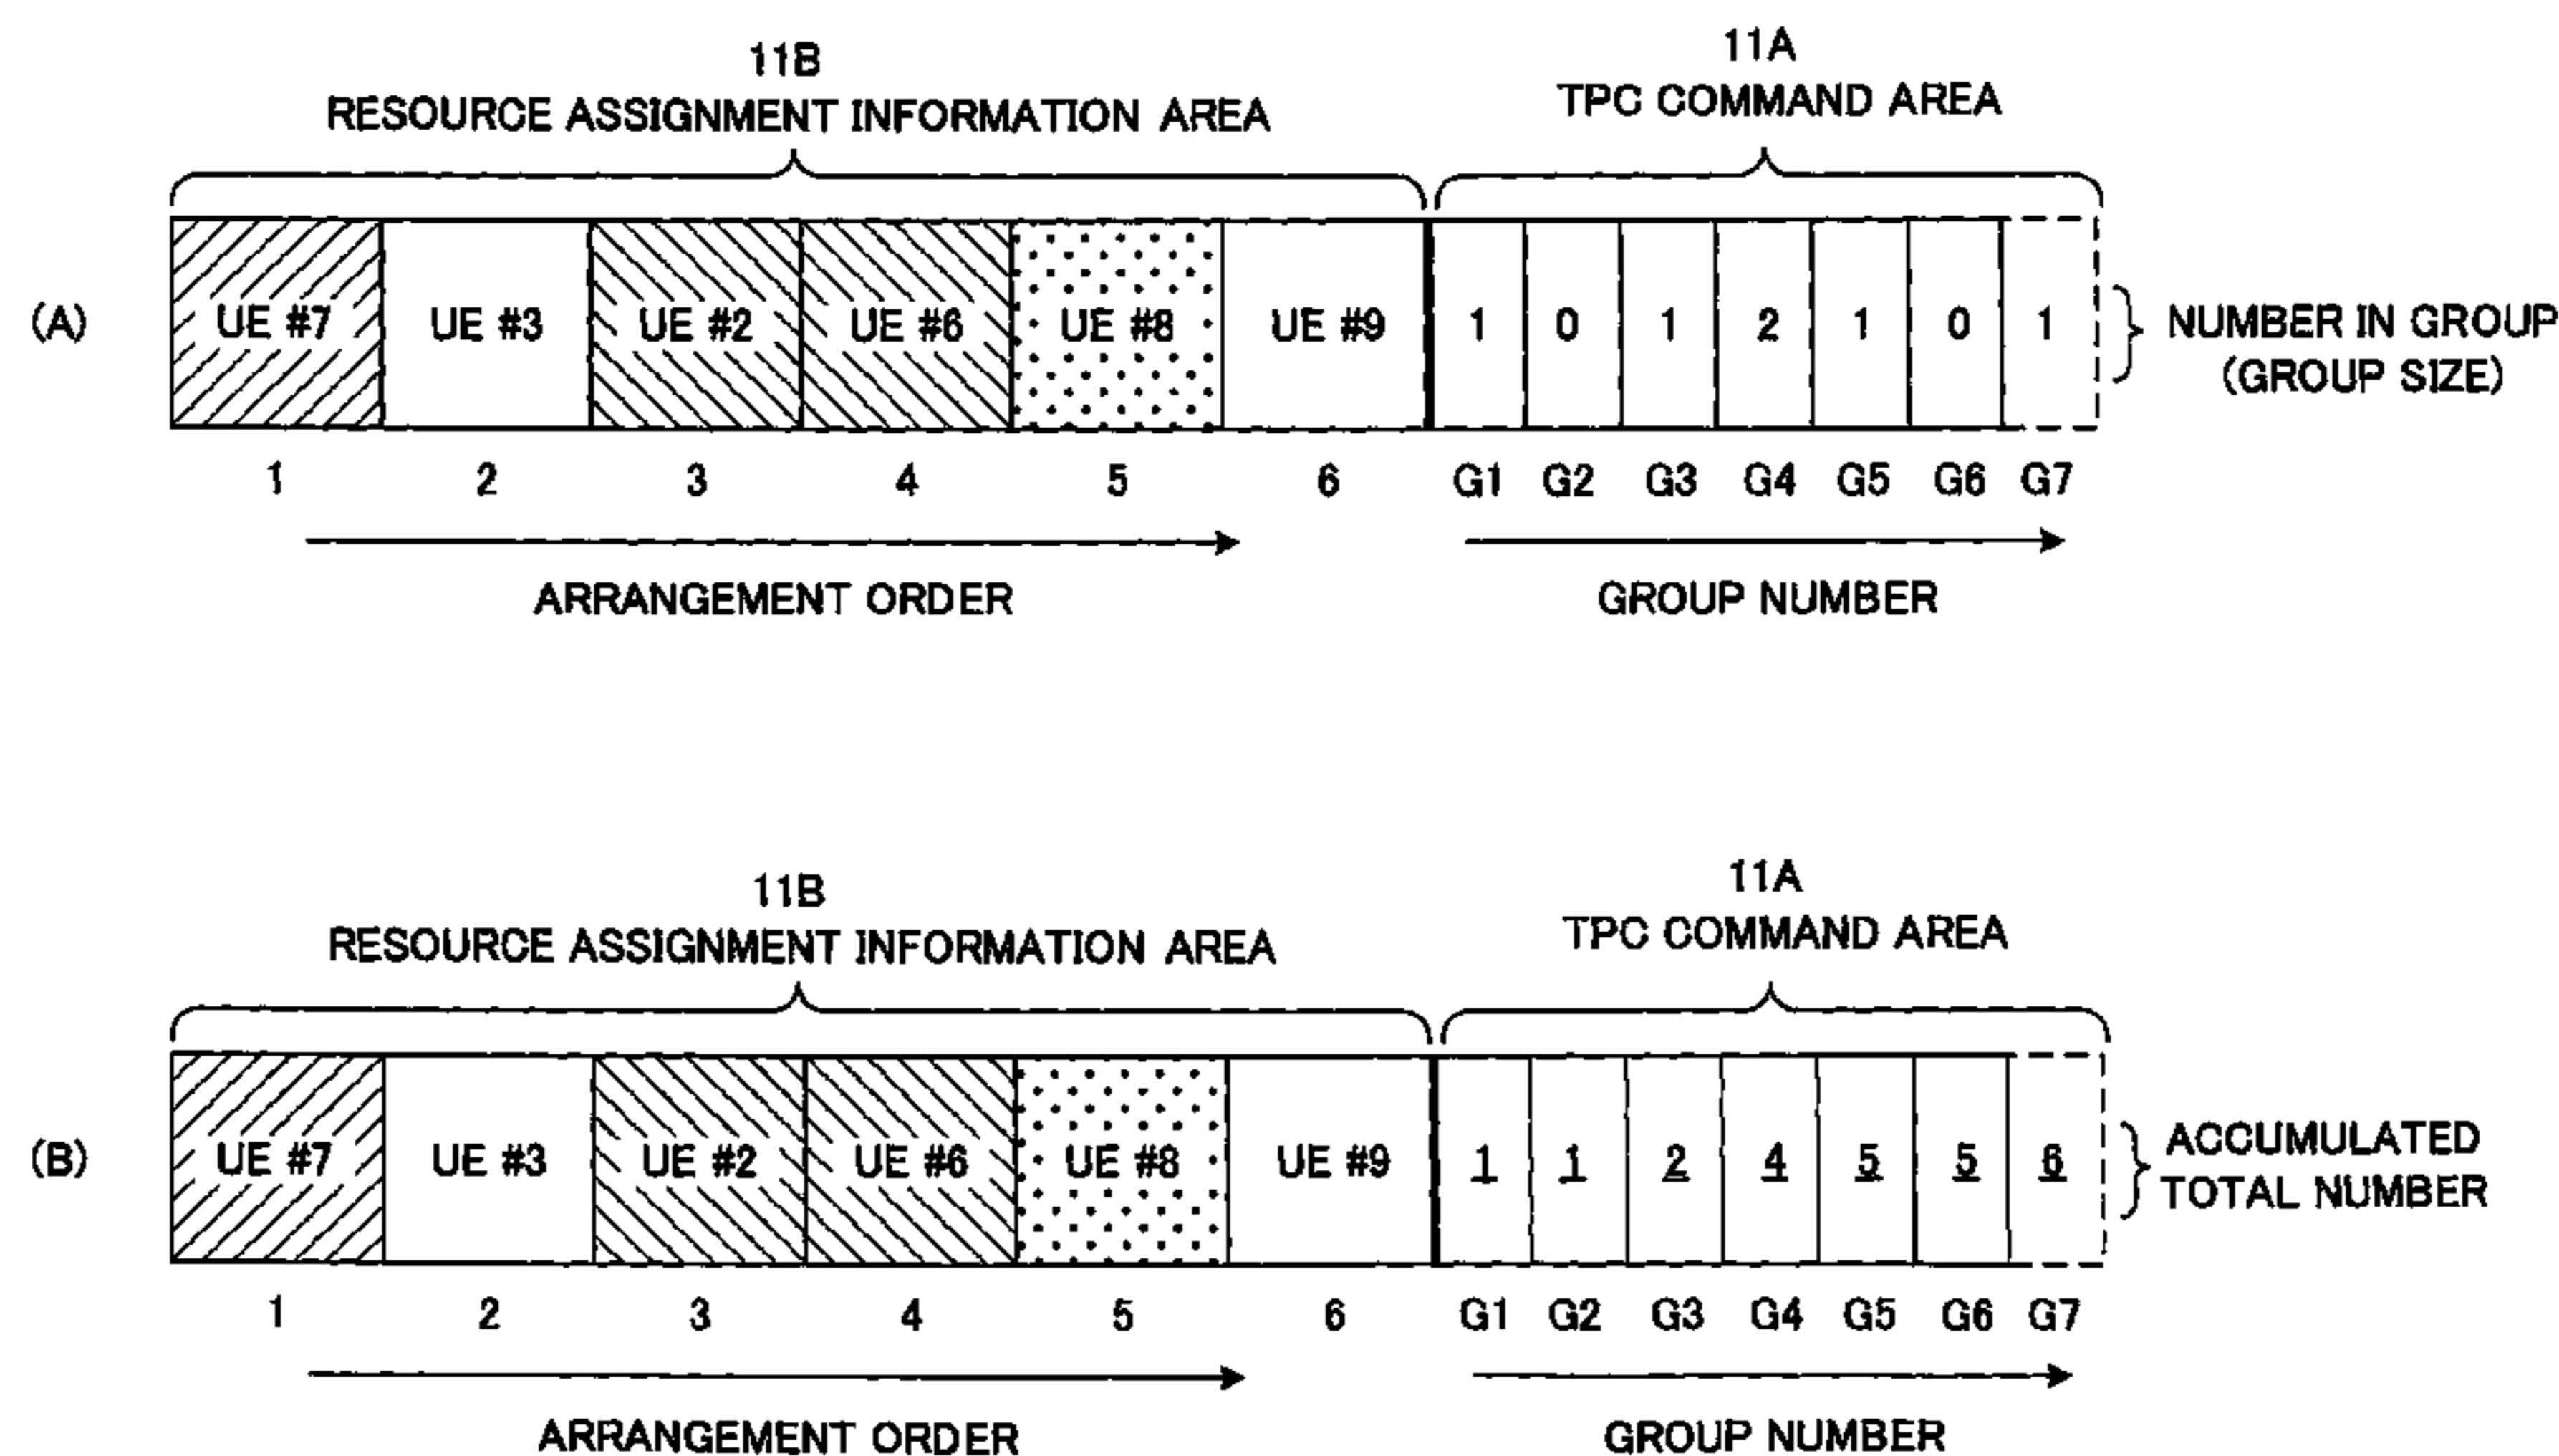 11B
RESOURCE ASSIGNMENT INFORMATION AREA
11A
TPC COMMAND AREA
(A)
UE #7 UE #3 UE #2 UE #6 UE #8 UE #9 1 0 1 2 1 0 1
NUMBER IN GROUP
(GROUP SIZE)
1 2 3 4 5 6 G1 G2 G3 G4 G5 G6 G7
ARRANGEMENT ORDER
GROUP NUMBER
11B
RESOURCE ASSIGNMENT INFORMATION AREA
11A
TPC COMMAND AREA
(B)
UE #7 UE #3 UE #2 UE #6 UE #8 UE #9 1 1 2 4 5 5 6
ACCUMULATED
TOTAL NUMBER
1 2 3 4 5 6 G1 G2 G3 G4 G5 G6 G7
ARRANGEMENT ORDER
GROUP NUMBER